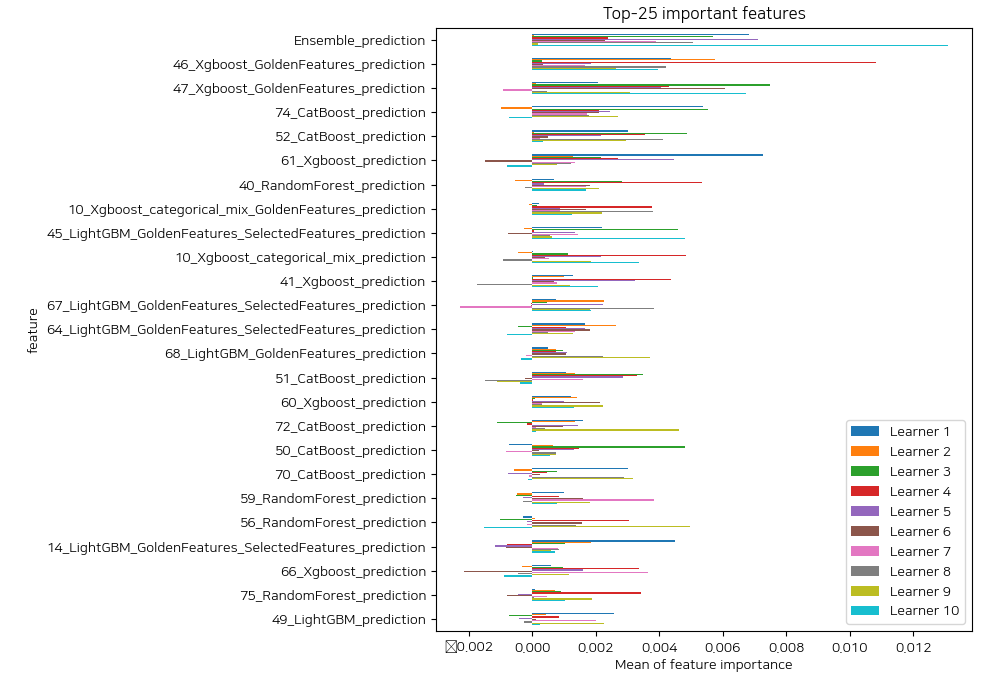 Top-25 important features
Ensemble_prediction
46_Xgboost_GoldenFeatures_prediction
47_Xgboost_GoldenFeatures_prediction
74_CatBoost_prediction
52_CatBoost_prediction
61_Xgboost_prediction
40_RandomForest_prediction
10_Xgboost_categorical_mix_GoldenFeatures_prediction
45_LightGBM_GoldenFeatures_SelectedFeatures_prediction
10_Xgboost_categorical_mix_prediction
41_Xgboost_prediction
67_LightGBM_GoldenFeatures_SelectedFeatures_prediction
64_LightGBM_GoldenFeatures_SelectedFeatures_prediction
68_LightGBM_GoldenFeatures_prediction
51_CatBoost_prediction
60_Xgboost_prediction
72_CatBoost_prediction
50_CatBoost_prediction
70_CatBoost_prediction
59_RandomForest_prediction
56_RandomForest_prediction
14_LightGBM_GoldenFeatures_SelectedFeatures_prediction
66_Xgboost_prediction
75_RandomForest_prediction
49_LightGBM_prediction
feature
Learner 1
Learner 2
Learner 3
Learner 4
Learner 5
Learner 6
Learner 7
Learner 8
Learner 9
Learner 10
0.002 0.000 0.002 0.004 0.006 0.008 0.010 0.012
Mean of feature importance